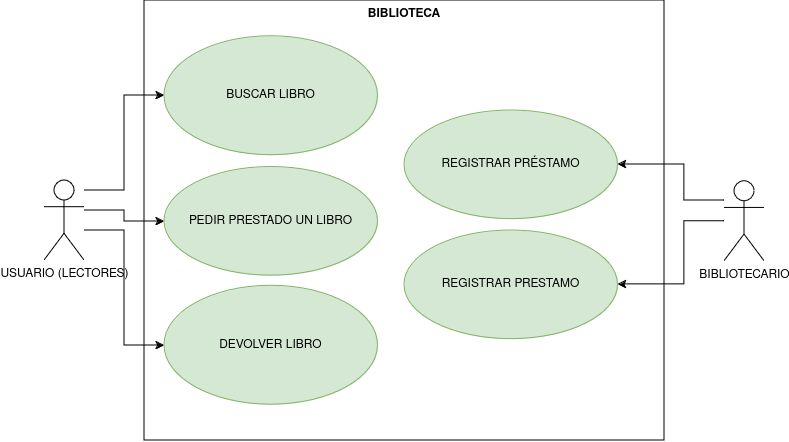 BIBLIOTECA
BUSCAR LIBRO
REGISTRAR PRÉSTAMO
PEDIR PRESTADO UN LIBRO
USUARIO (LECTORES)
BIBLIOTECARIO
REGISTRAR PRESTAMO
DEVOLVER LIBRO